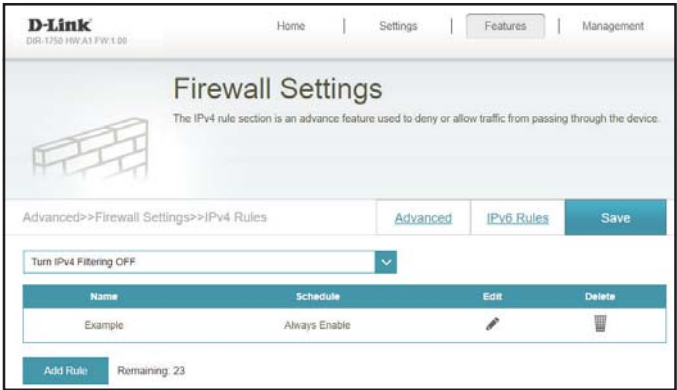 D-Link
DIR-1750 HW:A1 FW:1.00
Home | Settings | Features | Management
Firewall Settings
The IPv4 rule section is an advance feature used to deny or allow traffic from passing through the device.
Advanced>>Firewall Settings>>IPv4 Rules
Advanced
IPv6 Rules
Save
Turn IPv4 Filtering OFF
Name Schedule Edit Delete
Example Always Enable
Add Rule Remaining: 23